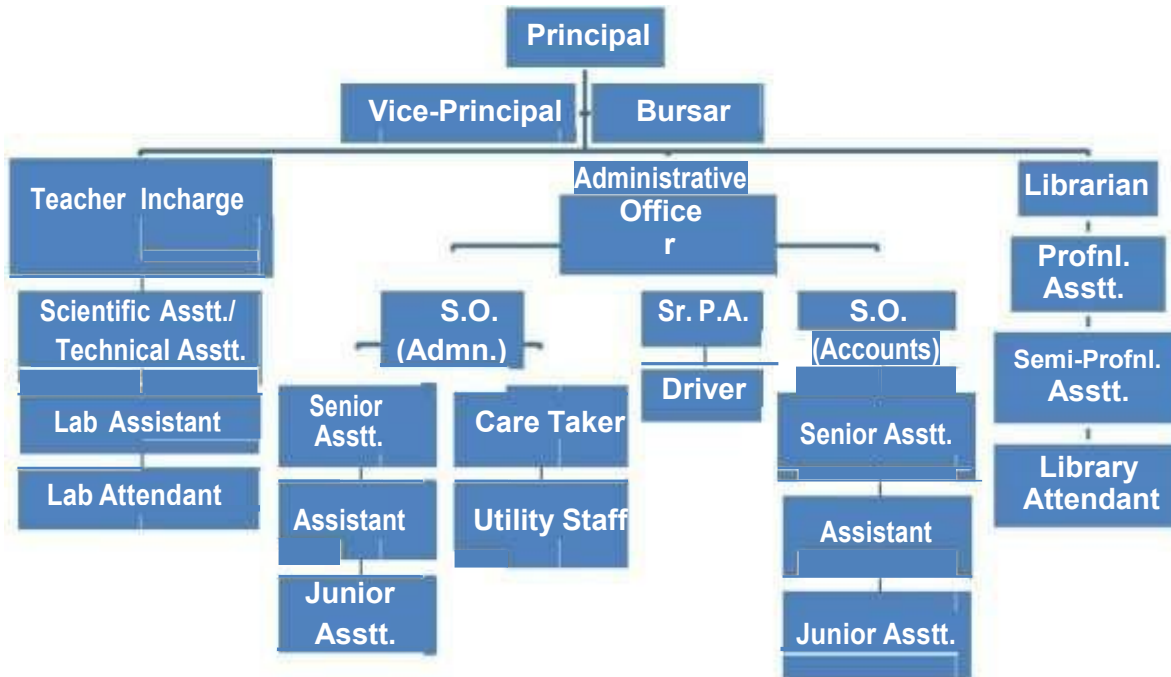 Principal
Vice-Principal
Bursar
Teacher Incharge
Administrative
Office
r
Librarian
Scientific Asstt./
Technical Asstt.
Lab Assistant
Lab Attendant
S.O.
(Admn.)
Senior
Asstt.
Assistant
Junior
Asstt.
Care Taker
Utility Staff
Sr. P.A.
Driver
S.O.
(Accounts)
Senior Asstt.
Assistant
Junior Asstt.
Profnl.
Asstt.
Semi-Profnl.
Asstt.
Library
Attendant